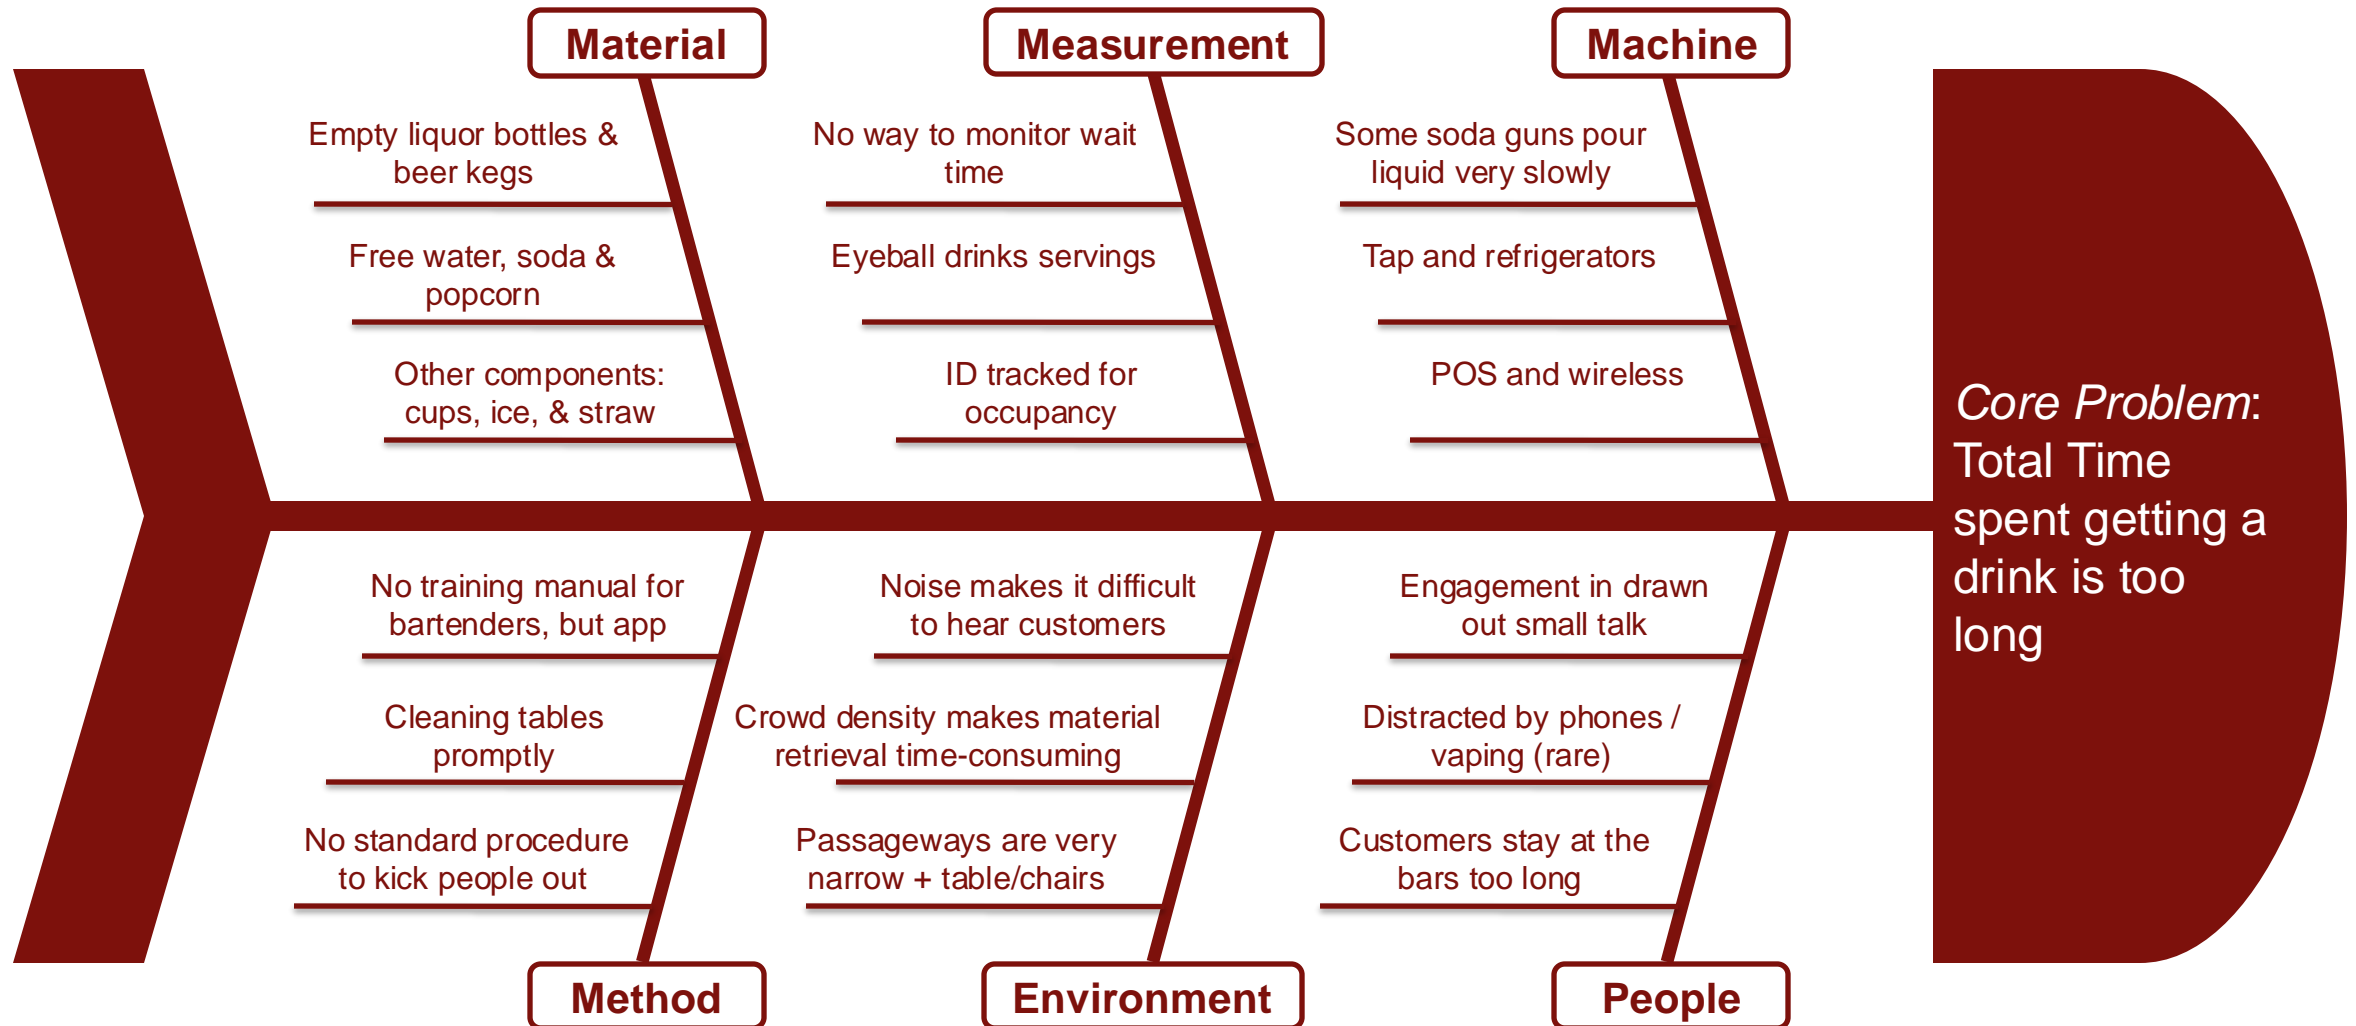 Material
Empty liquor bottles &
beer kegs
Free water, soda &
popcorn
Other components:
cups, ice, & straw
Measurement
No way to monitor wait
time
Eyeball drinks servings
ID tracked for
occupancy
Machine
Some soda guns pour
liquid very slowly
Tap and refrigerators
POS and wireless
No training manual for
bartenders, but app
Cleaning tables
promptly
No standard procedure
to kick people out
Method
Noise makes it difficult
to hear customers
Crowd density makes material
retrieval time-consuming
Passageways are very
narrow + table/chairs
Environment
Engagement in drawn
out small talk
Distracted by phones /
vaping (rare)
Customers stay at the
bars too long
People
Core Problem:
Total Time
spent getting a
drink is too
long